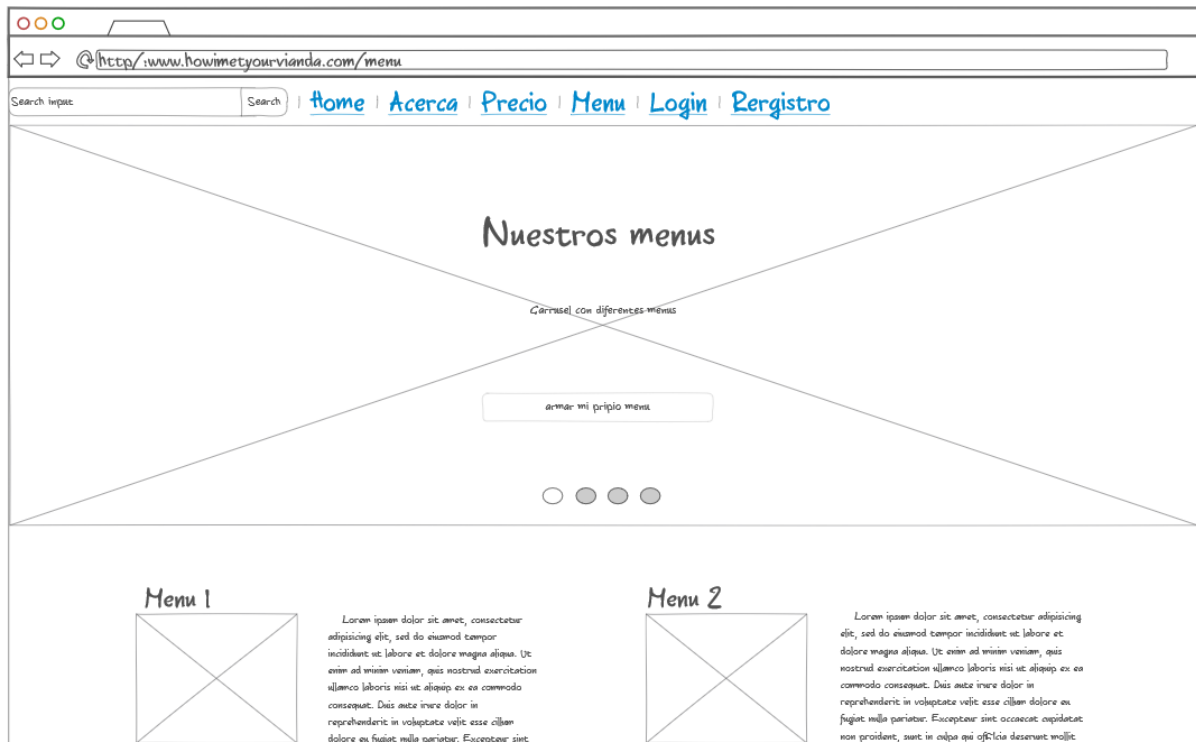 http/:www.howimetyourvianda.com/menu
Search input Search Home Acerca Precio Menu Login Rergistro
Nuestros menus
Carrusel con diferentes menus
armar mi pripio menu
Menu 1
Lorem ipsum dolor sit amet, consectetur
adipisicing elit, sed do eiusmod tempor
incididunt ut labore et dolore magna aliqua. Ut
enim ad minim veniam, quis nostrud exercitation
ullamco laboris nisi ut aliquip ex ea commodo
consequat. Duis aute irure dolor in
reprehenderit in voluptate velit esse cillum
dolore eu fugiat nulla pariatur. Excepteur sint
Menu 2
Lorem ipsum dolor sit amet, consectetur adipisicing
elit, sed do eiusmod tempor incididunt ut labore et
dolore magna aliqua. Ut enim ad minim veniam, quis
nostrud exercitation ullamco laboris nisi ut aliquip ex ea
commodo consequat. Duis aute irure dolor in
reprehenderit in voluptate velit esse cillum dolore eu
fugiat nulla pariatur. Excepteur sint occaecat cupidatat
non proident, sunt in culpa qui officia deserunt mollit